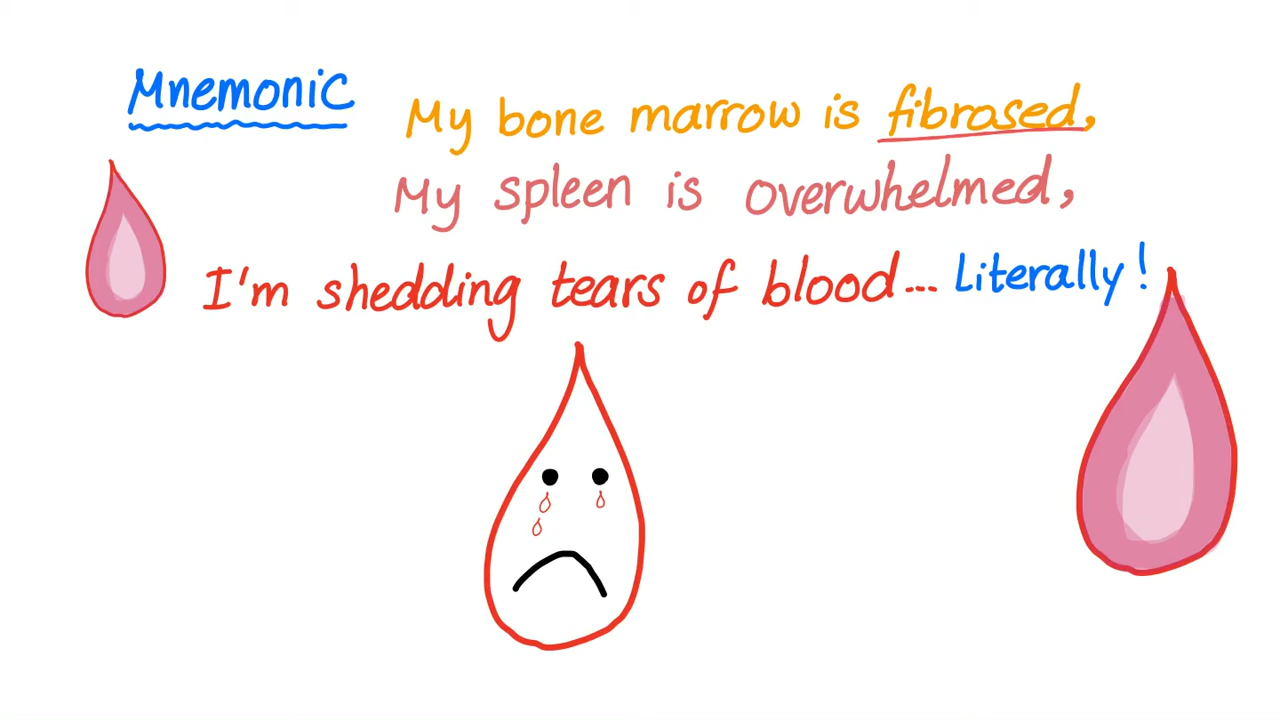 Mnemonic
My bone marrow is fibrosed,
My spleen is overwhelmed,
I'm shedding tears of blood... Literally!